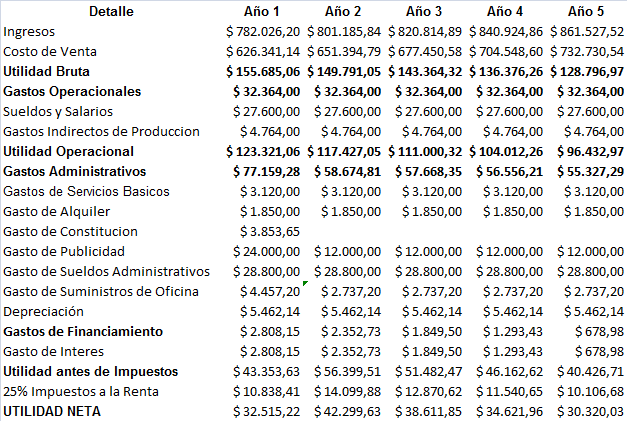 Detalle Año 1 Año 2 Año 3 Año 4 Año 5
Ingresos $ 782.026,20 $ 801.185,84 $ 820.814,89 $ 840.924,86 $ 861.527,52
Costo de Venta $ 626.341,14 $ 651.394,79 $ 677.450,58 $ 704.548,60 $ 732.730,54
Utilidad Bruta $ 155.685,06 $ 149.791,05 $ 143.364,32 $ 136.376,26 $ 128.796,97
Gastos Operacionales $ 32.364,00 $ 32.364,00 $ 32.364,00 $ 32.364,00 $ 32.364,00
Sueldos y Salarios $ 27.600,00 $ 27.600,00 $ 27.600,00 $ 27.600,00 $ 27.600,00
Gastos Indirectos de Produccion $ 4.764,00 $ 4.764,00 $ 4.764,00 $ 4.764,00 $ 4.764,00
Utilidad Operacional $ 123.321,06 $ 117.427,05 $ 111.000,32 $ 104.012,26 $ 96.432,97
Gastos Administrativos $ 77.159,28 $ 58.674,81 $ 57.668,35 $ 56.556,21 $ 55.327,29
Gastos de Servicios Basicos $ 3.120,00 $ 3.120,00 $ 3.120,00 $ 3.120,00 $ 3.120,00
Gasto de Alquiler $ 1.850,00 $ 1.850,00 $ 1.850,00 $ 1.850,00 $ 1.850,00
Gasto de Constitucion $ 3.853,65
Gasto de Publicidad $ 24.000,00 $ 12.000,00 $ 12.000,00 $ 12.000,00 $ 12.000,00
Gasto de Sueldos Administrativos $ 28.800,00 $ 28.800,00 $ 28.800,00 $ 28.800,00 $ 28.800,00
Gasto de Suministros de Oficina $ 4.457,20 $ 2.737,20 $ 2.737,20 $ 2.737,20 $ 2.737,20
Depreciación $ 5.462,14 $ 5.462,14 $ 5.462,14 $ 5.462,14 $ 5.462,14
Gastos de Financiamiento $ 2.808,15 $ 2.352,73 $ 1.849,50 $ 1.293,43 $ 678,98
Gasto de Interes $ 2.808,15 $ 2.352,73 $ 1.849,50 $ 1.293,43 $ 678,98
Utilidad antes de Impuestos $ 43.353,63 $ 56.399,51 $ 51.482,47 $ 46.162,62 $ 40.426,71
25% Impuestos a la Renta $ 10.838,41 $ 14.099,88 $ 12.870,62 $ 11.540,65 $ 10.106,68
UTILIDAD NETA $ 32.515,22 $ 42.299,63 $ 38.611,85 $ 34.621,96 $ 30.320,03